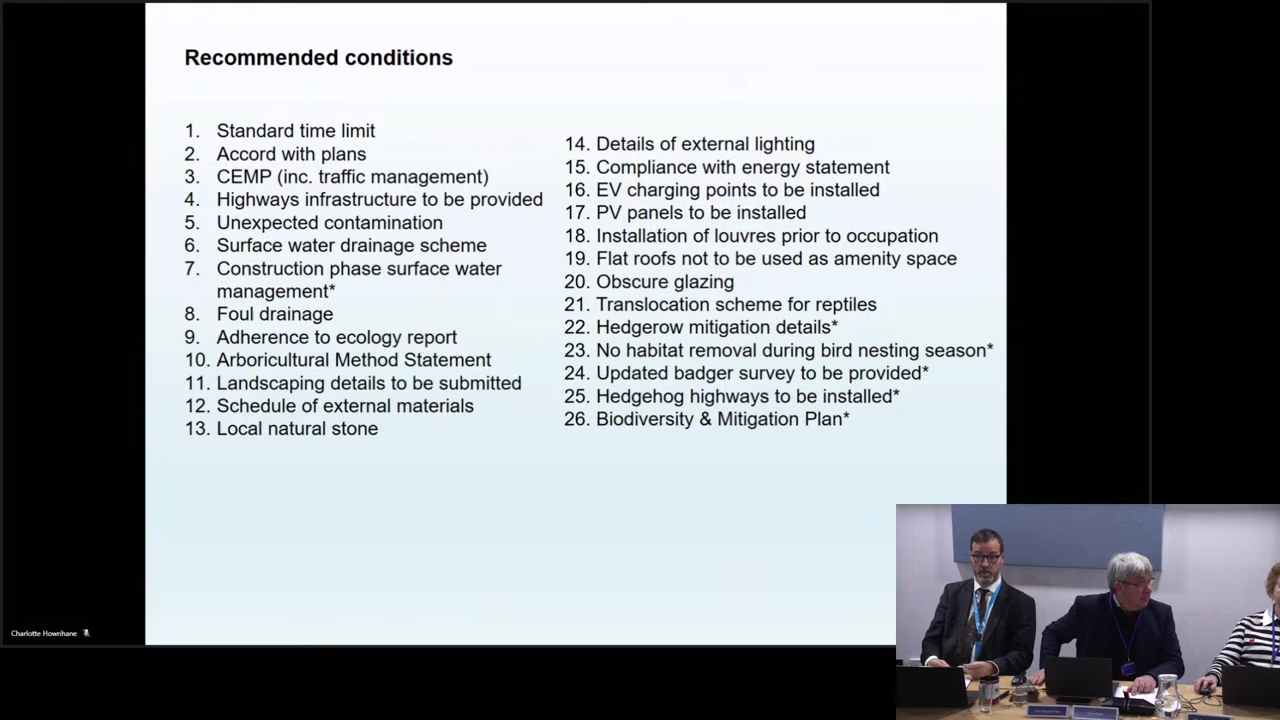 Recommended conditions
1. Standard time limit
2. Accord with plans
3. CEMP (inc. traffic management)
4. Highways infrastructure to be provided
5. Unexpected contamination
6. Surface water drainage scheme
7. Construction phase surface water
management*
8. Foul drainage
9. Adherence to ecology report
10. Arboricultural Method Statement
11. Landscaping details to be submitted
12. Schedule of external materials
13. Local natural stone
14. Details of external lighting
15. Compliance with energy statement
16. EV charging points to be installed
17. PV panels to be installed
18. Installation of louvres prior to occupation
19. Flat roofs not to be used as amenity space
20. Obscure glazing
21. Translocation scheme for reptiles
22. Hedgerow mitigation details*
23. No habitat removal during bird nesting season*
24. Updated badger survey to be provided*
25. Hedgehog highways to be installed*
26. Biodiversity & Mitigation Plan*
Charlotte Howrihane